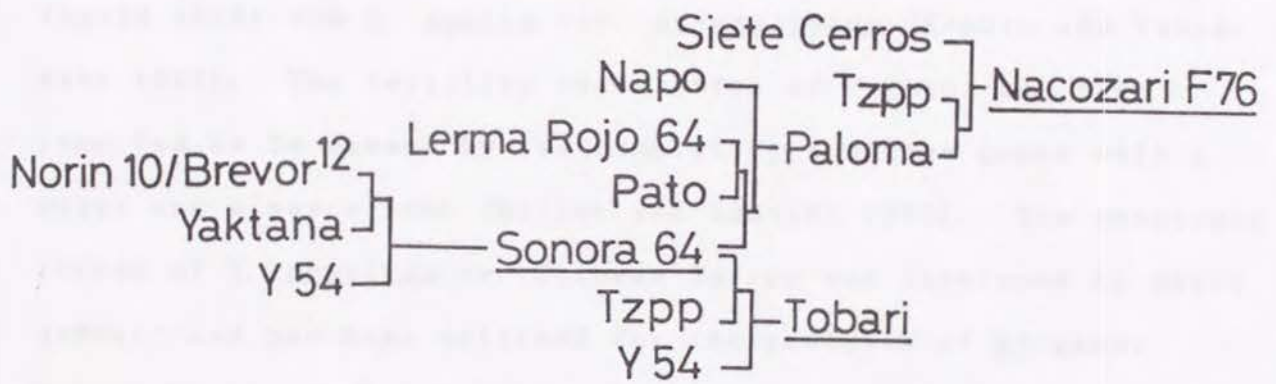 Siete Cerros
Napo
Tzpp
Nacozari F76
Lerma Rojo 64
Paloma
Norin 10/Brevor¹²
Pato
Yaktana
Sonora 64
Y 54
Tzpp
Tobari
Y 54